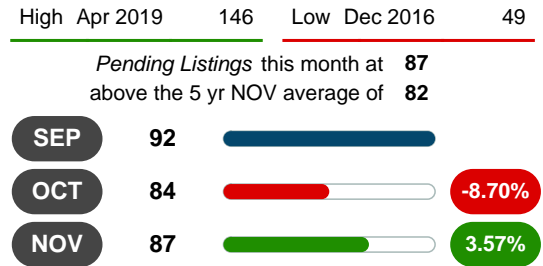 High Apr 2019 146 Low Dec 2016 49
Pending Listings this month at 87
above the 5 yr NOV average of 82
SEP 92
OCT 84 -8.70%
NOV 87 3.57%